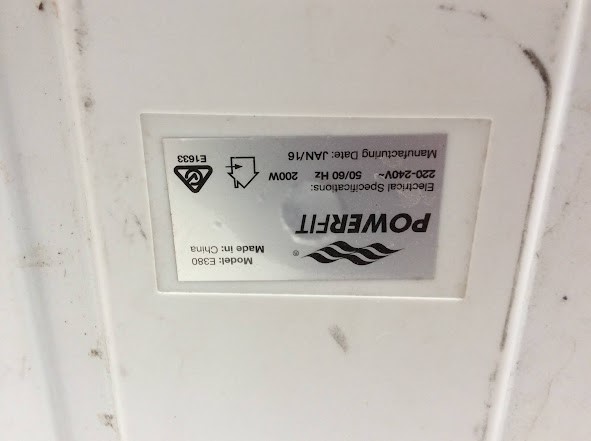 POWERFIT
Model: E380
Made in: China
Electrical Specifications:
220-240V~ 50/60 Hz 200W
Manufacturing Date: JAN/16
E1633